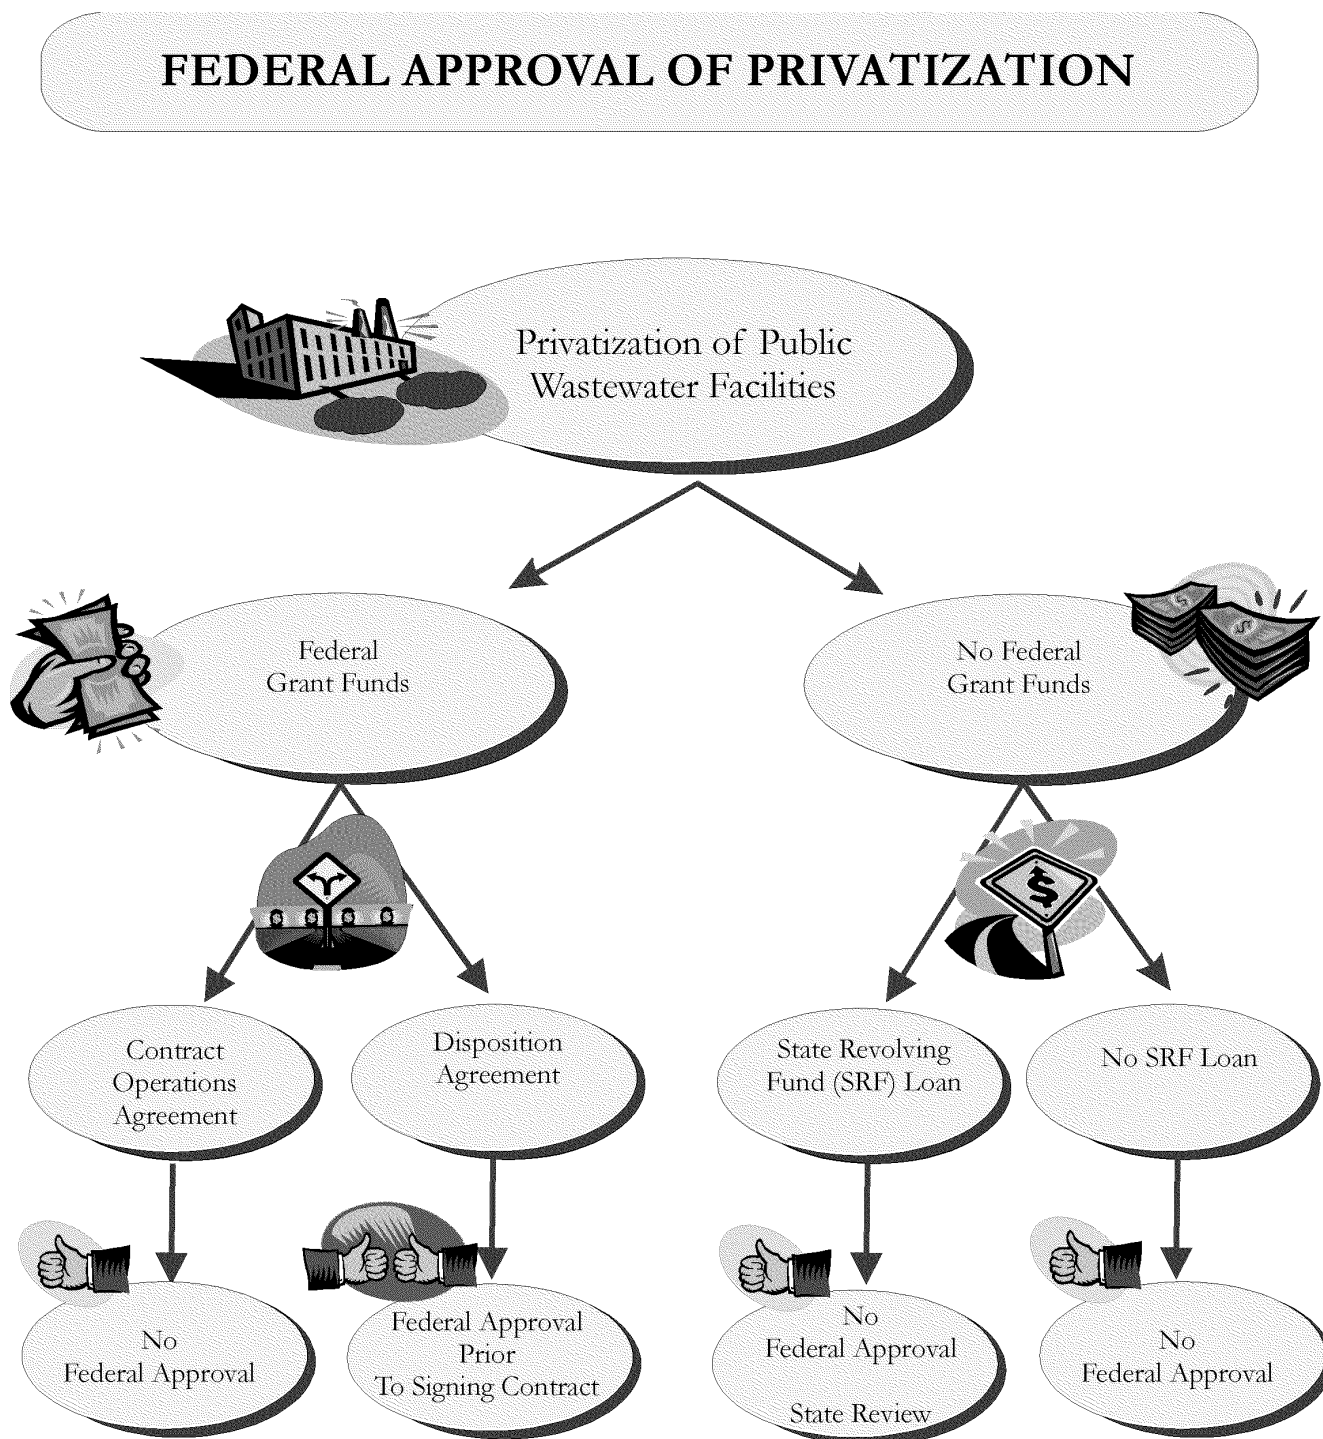 FEDERAL APPROVAL OF PRIVATIZATION
Privatization of Public
Wastewater Facilities
Federal
Grant Funds
No Federal
Grant Funds
$
$
$
Contract
Operations
Agreement
Disposition
Agreement
State Revolving
Fund (SRF) Loan
No SRF Loan
No
Federal Approval
Federal Approval
Prior
To Signing Contract
No
Federal Approval
State Review
No
Federal Approval